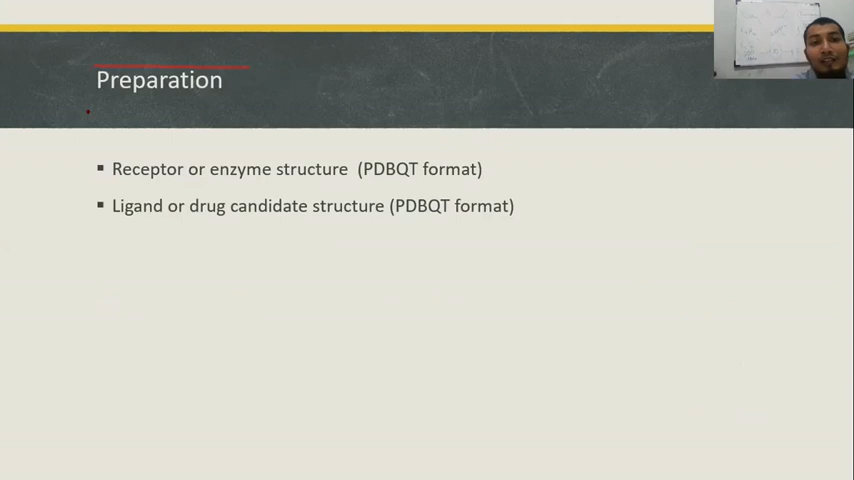 Preparation
▪ Receptor or enzyme structure  (PDBQT format)
▪ Ligand or drug candidate structure (PDBQT format)